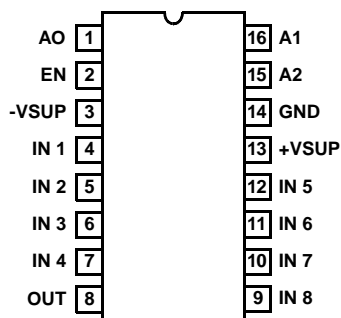 AO 1 16 A1
EN 2 15 A2
-VSUP 3 14 GND
IN 1 4 13 +VSUP
IN 2 5 12 IN 5
IN 3 6 11 IN 6
IN 4 7 10 IN 7
OUT 8 9 IN 8